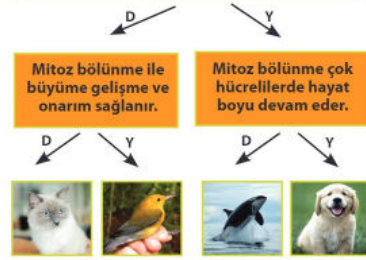 D Y
Mitoz bölünme ile
büyüme gelişme ve
onarım sağlanır.
Mitoz bölünme çok
hücrelilerde hayat
boyu devam eder.
D Y D Y